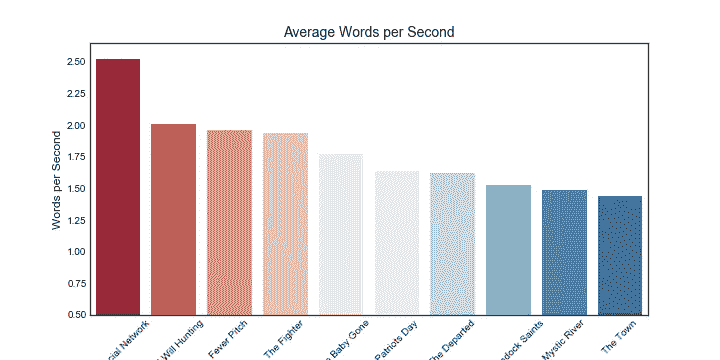 Average Words per Second
Words per Second
2.50
2.25
2.00
1.75
1.50
1.25
1.00
0.75
0.50
cial Network
Will Hunting
Fever Pitch
The Fighter
Baby Gone
Patriots Day
The Departed
dock Saints
Mystic River
The Town